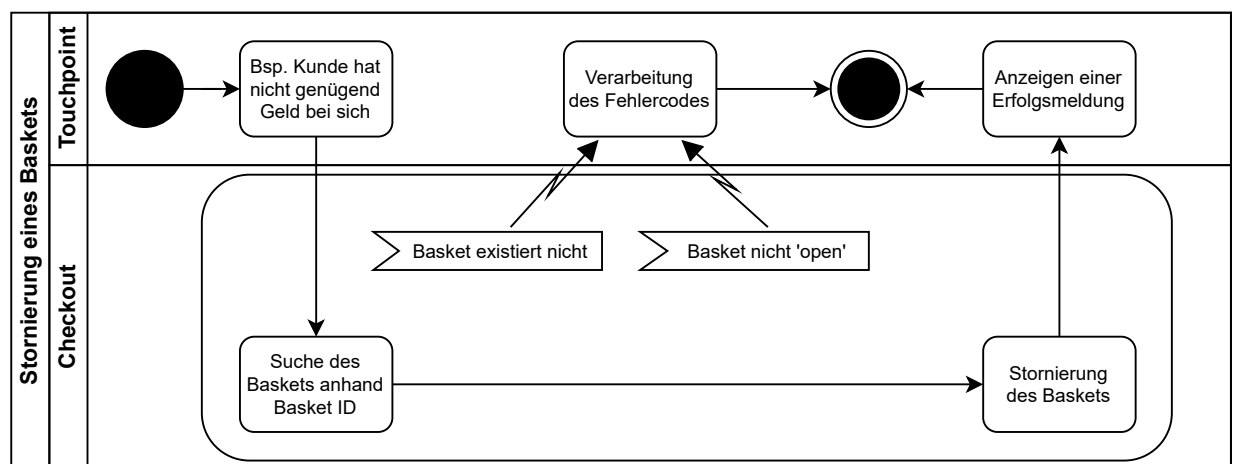 Stornierung eines Baskets
Touchpoint
Bsp. Kunde hat
nicht genügend
Geld bei sich
Verarbeitung
des Fehlercodes
Anzeigen einer
Erfolgsmeldung
Checkout
Basket existiert nicht
Basket nicht 'open'
Suche des
Baskets anhand
Basket ID
Stornierung
des Baskets